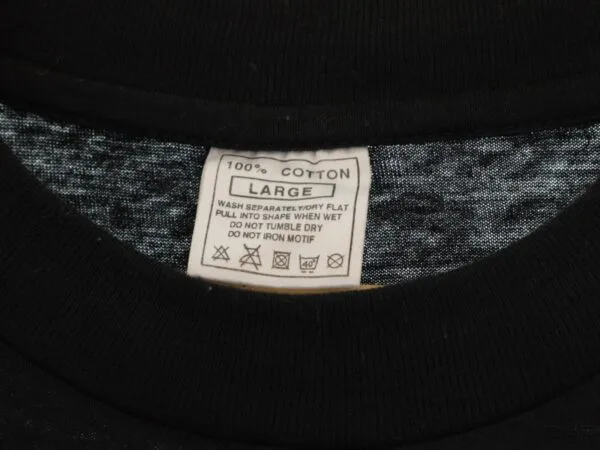 100% COTTON
LARGE
WASH SEPARATELY/DRY FLAT
PULL INTO SHAPE WHEN WET
DO NOT TUMBLE DRY
DO NOT IRON MOTIF
40°